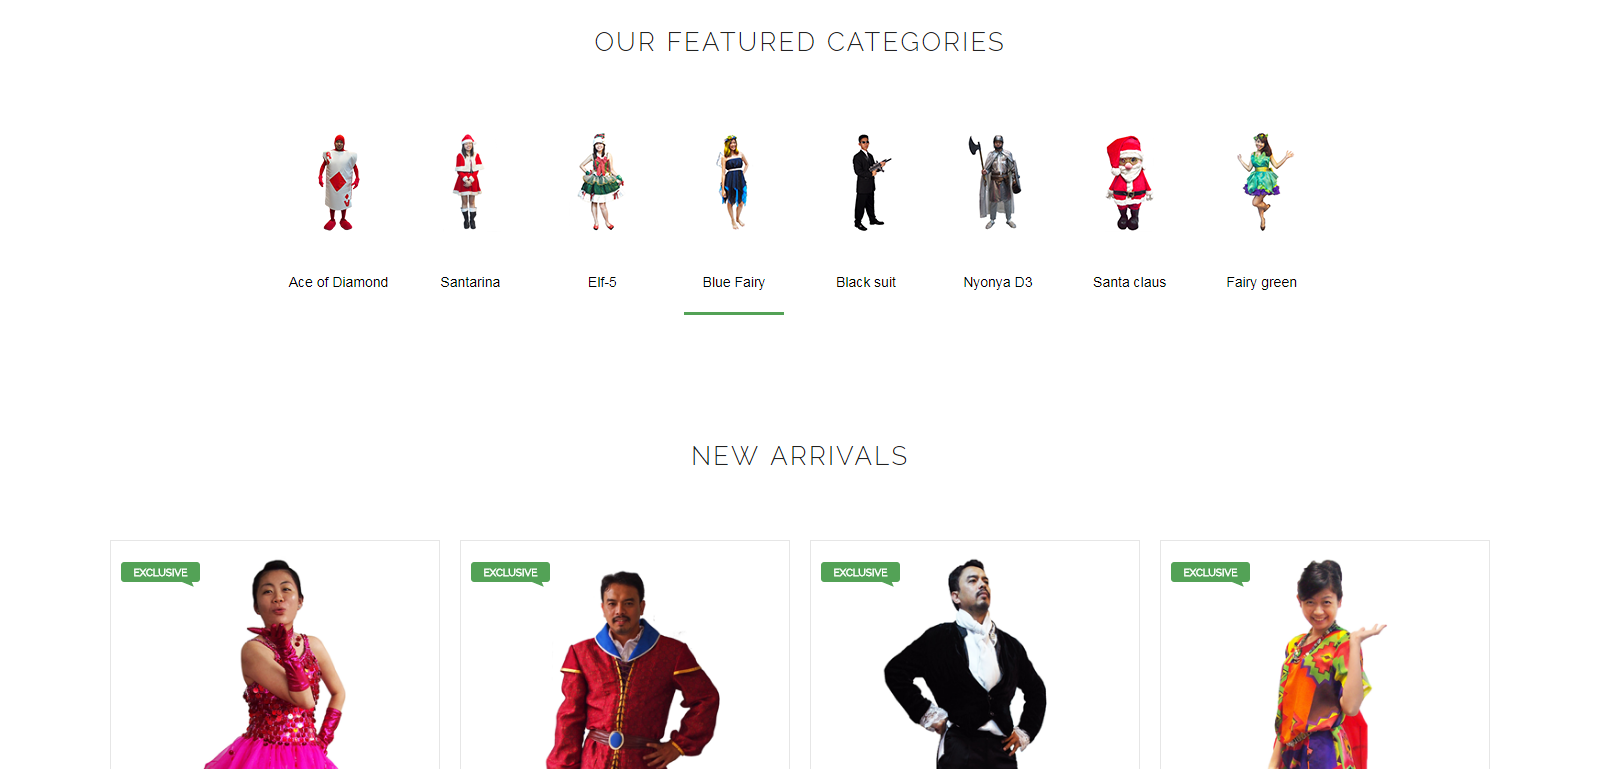 OUR FEATURED CATEGORIES
Ace of Diamond
Santarina
Elf-5
Blue Fairy
Black suit
Nyonya D3
Santa claus
Fairy green
NEW ARRIVALS
EXCLUSIVE
EXCLUSIVE
EXCLUSIVE
EXCLUSIVE